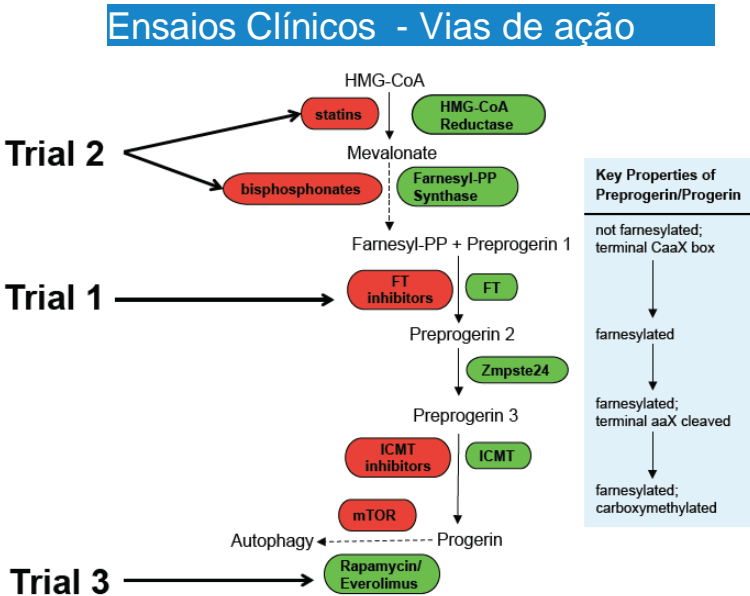 Ensaios Clínicos - Vias de ação
HMG-CoA
statins
HMG-CoA
Reductase
Trial 2
Mevalonate
bisphosphonates
Farnesyl-PP
Synthase
Farnesyl-PP + Preprogerin 1
Trial 1
FT
inhibitors
FT
Preprogerin 2
Zmpste24
Preprogerin 3
ICMT
inhibitors
ICMT
mTOR
Autophagy
Progerin
Trial 3
Rapamycin/
Everolimus
Key Properties of
Preprogerin/Progerin
not farnesylated;
terminal CaaX box
farnesylated
farnesylated;
terminal aaX cleaved
farnesylated;
carboxymethylated